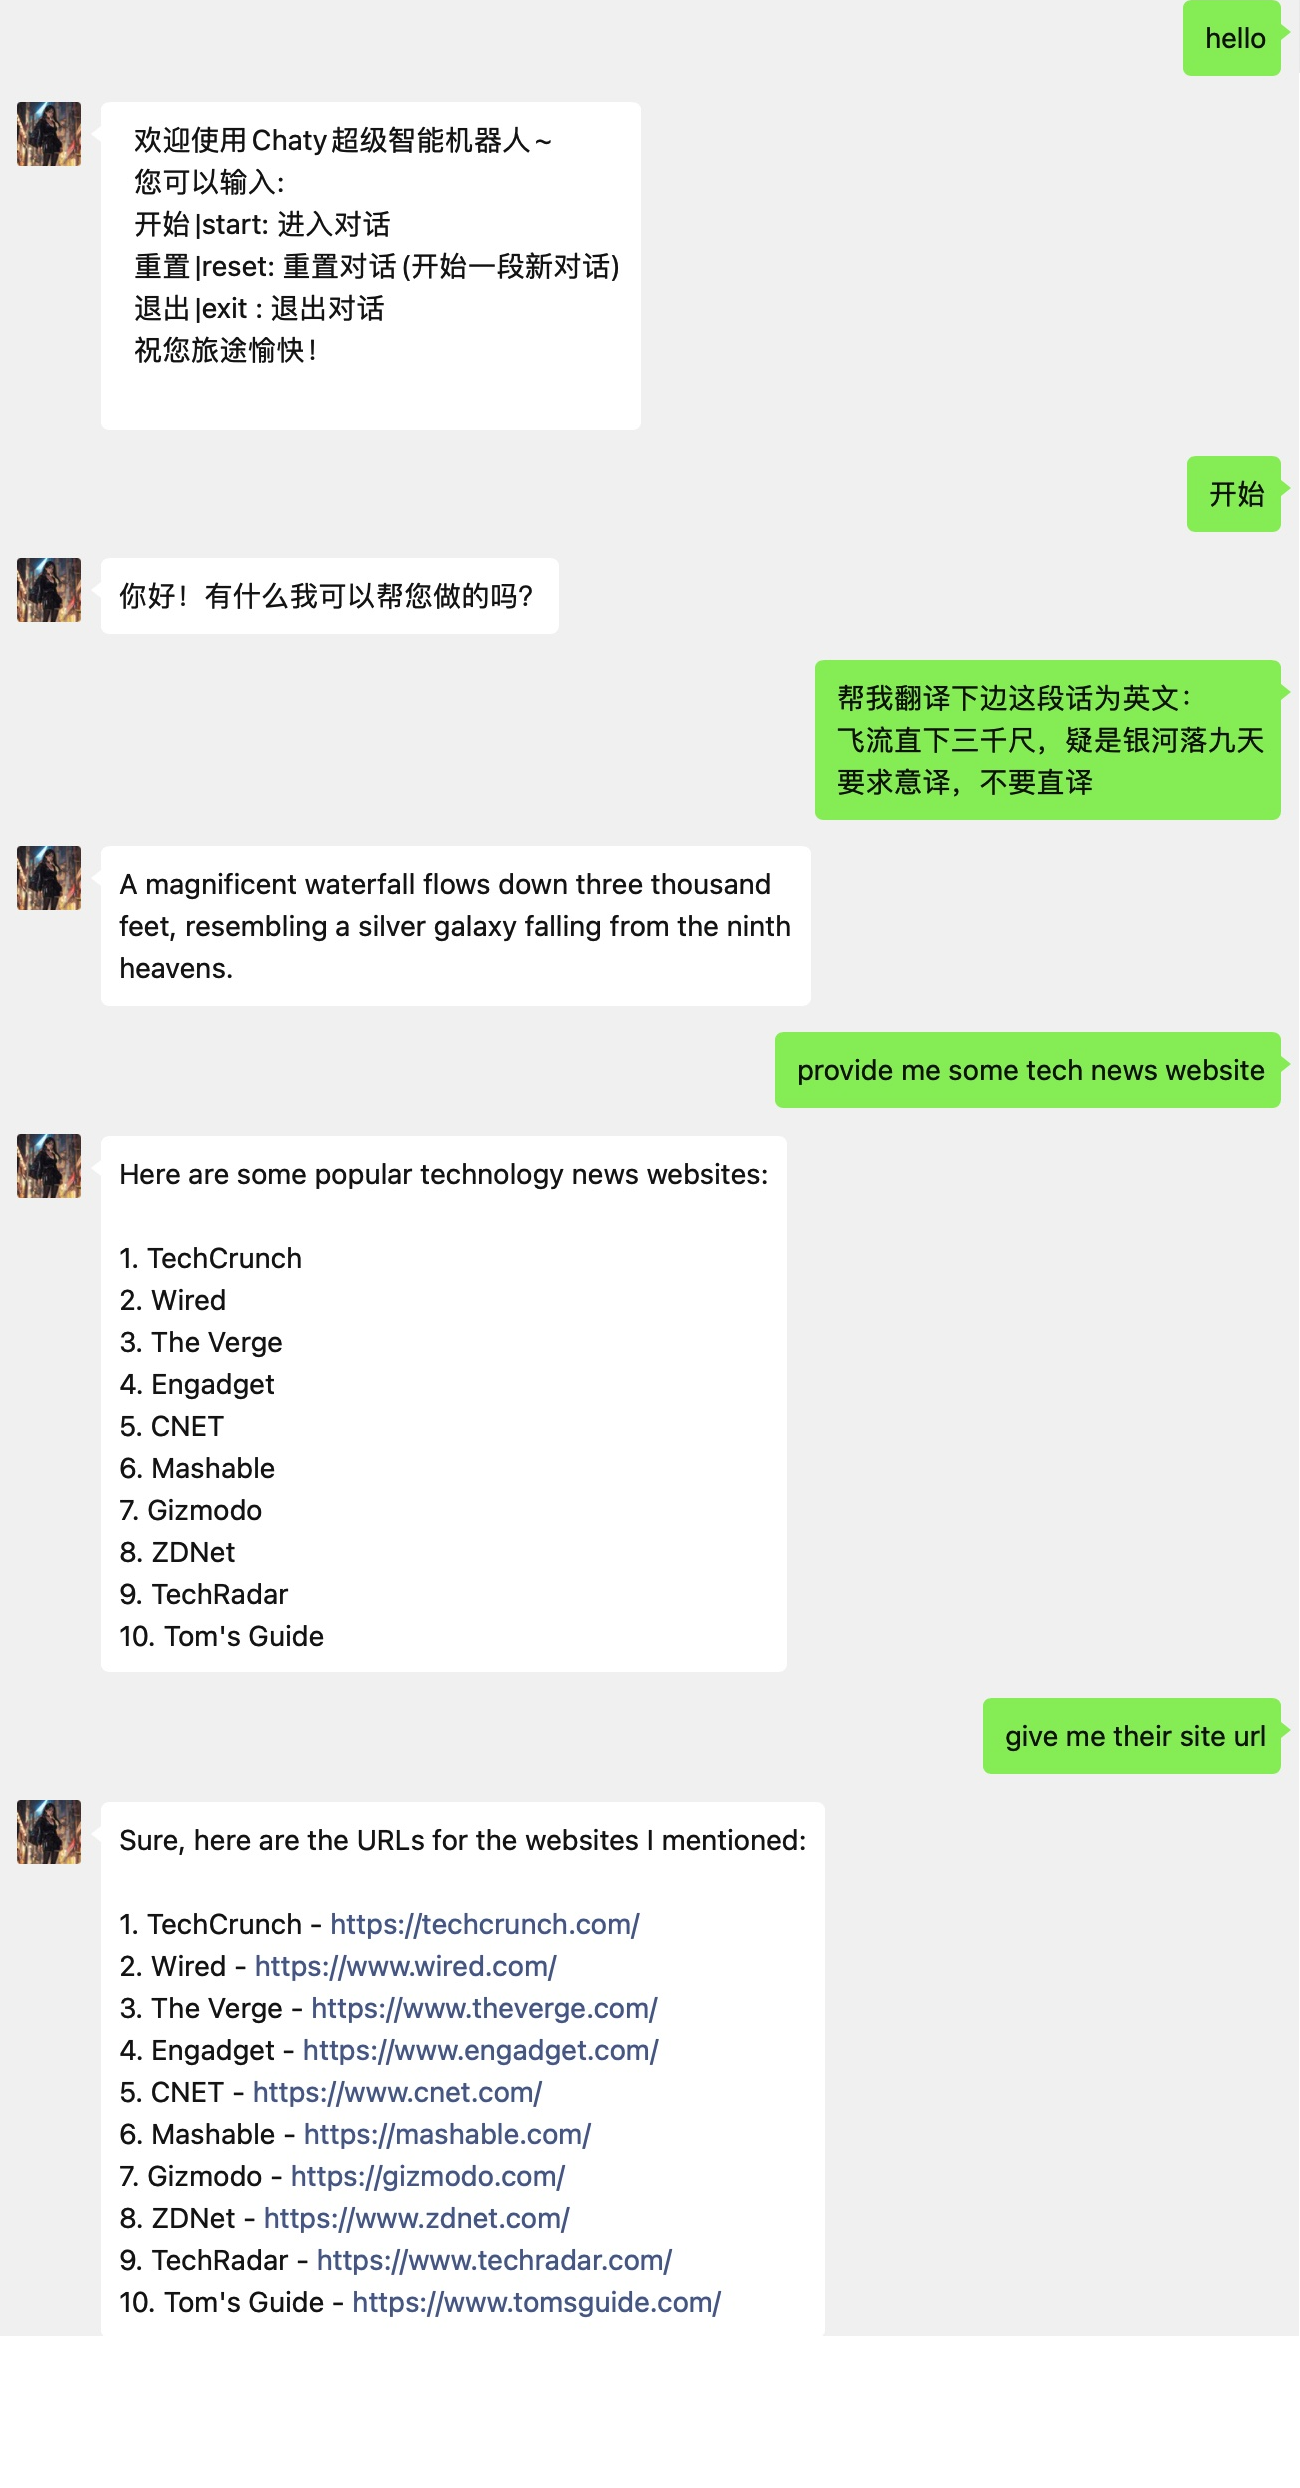 hello
欢迎使用Chaty超级智能机器人~
您可以输入:
开始|start: 进入对话
重置|reset: 重置对话(开始一段新对话)
退出|exit : 退出对话
祝您旅途愉快！
开始
你好！有什么我可以帮您做的吗?
帮我翻译下边这段话为英文：
飞流直下三千尺，疑是银河落九天
要求意译，不要直译
A magnificent waterfall flows down three thousand
feet, resembling a silver galaxy falling from the ninth
heavens.
provide me some tech news website
Here are some popular technology news websites:
1. TechCrunch
2. Wired
3. The Verge
4. Engadget
5. CNET
6. Mashable
7. Gizmodo
8. ZDNet
9. TechRadar
10. Tom's Guide
give me their site url
Sure, here are the URLs for the websites I mentioned:
1. TechCrunch - https://techcrunch.com/
2. Wired - https://www.wired.com/
3. The Verge - https://www.theverge.com/
4. Engadget - https://www.engadget.com/
5. CNET - https://www.cnet.com/
6. Mashable - https://mashable.com/
7. Gizmodo - https://gizmodo.com/
8. ZDNet - https://www.zdnet.com/
9. TechRadar - https://www.techradar.com/
10. Tom's Guide - https://www.tomsguide.com/